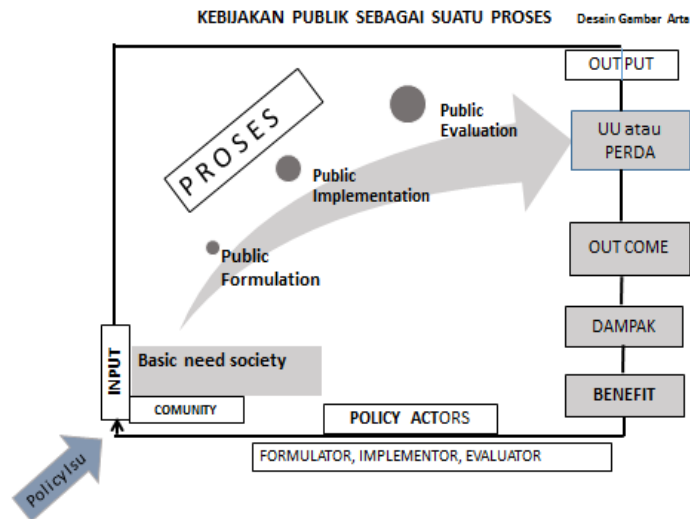 KEBIJAKAN PUBLIK SEBAGAI SUATU PROSES
Desain Gambar Arta
OUTPUT
PROSES
Public
Evaluation
UU atau
PERDA
Public
Implementation
Public
Formulation
OUT COME
DAMPAK
INPUT
Basic need society
BENEFIT
COMUNITY
POLICY ACTORS
FORMULATOR, IMPLEMENTOR, EVALUATOR
Policy Isu